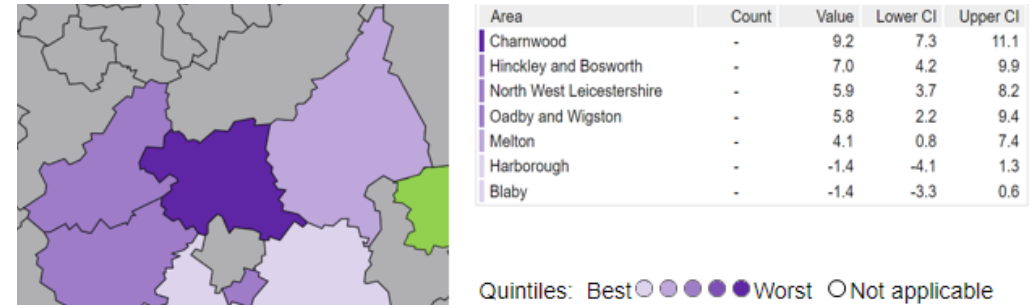 Area Count Value Lower CI Upper CI
Charnwood - 9.2 7.3 11.1
Hinckley and Bosworth - 7.0 4.2 9.9
North West Leicestershire - 5.9 3.7 8.2
Oadby and Wigston - 5.8 2.2 9.4
Melton - 4.1 0.8 7.4
Harborough - -1.4 -4.1 1.3
Blaby - -1.4 -3.3 0.6
Quintiles: Best Worst Not applicable